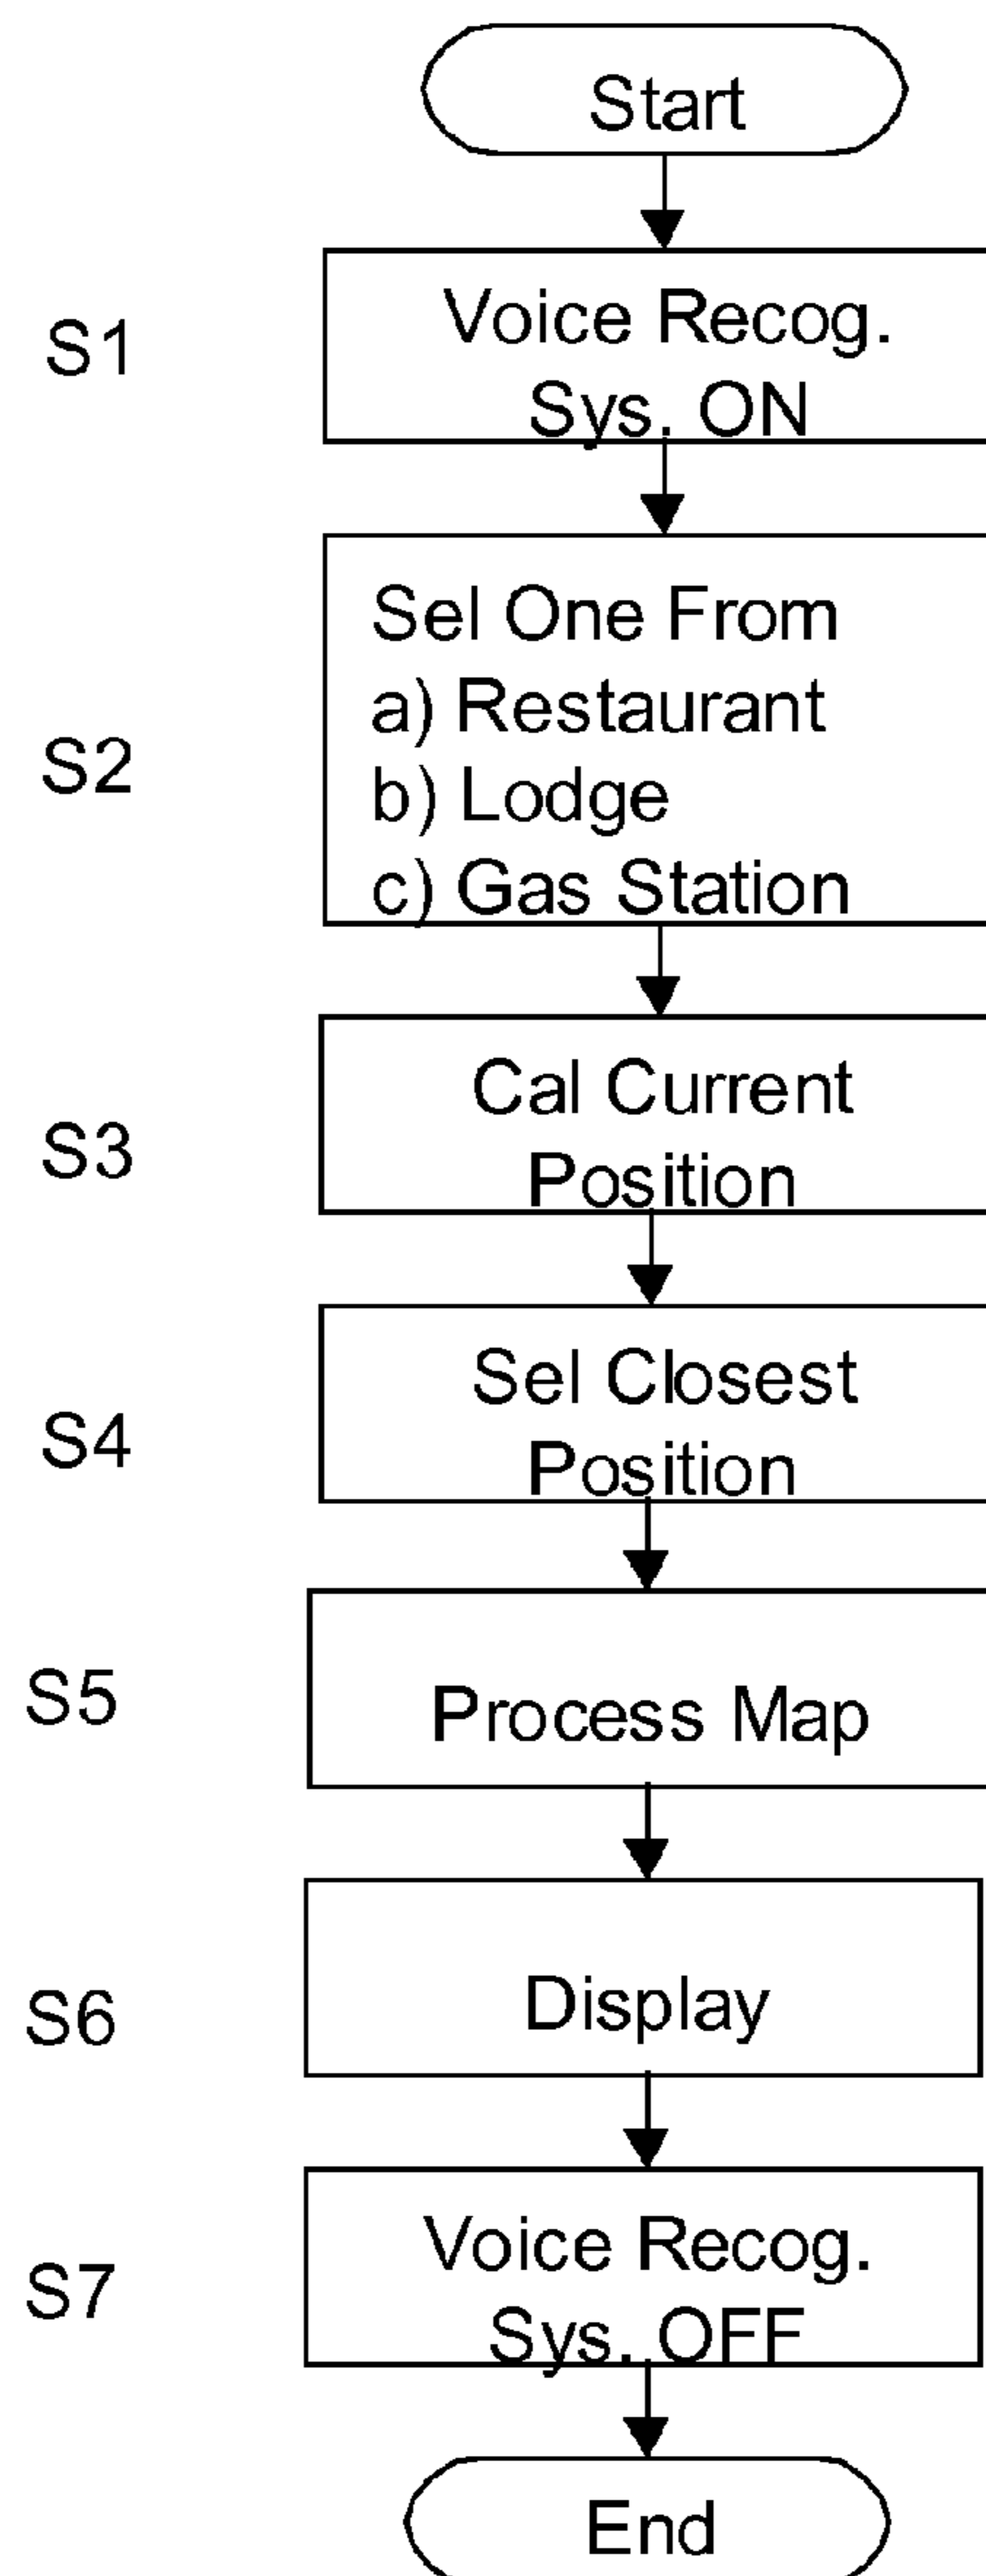 Start
S1
Voice Recog.
Sys. ON
S2
Sel One From
a) Restaurant
b) Lodge
c) Gas Station
S3
Cal Current
Position
S4
Sel Closest
Position
S5
Process Map
S6
Display
S7
Voice Recog.
Sys. OFF
End